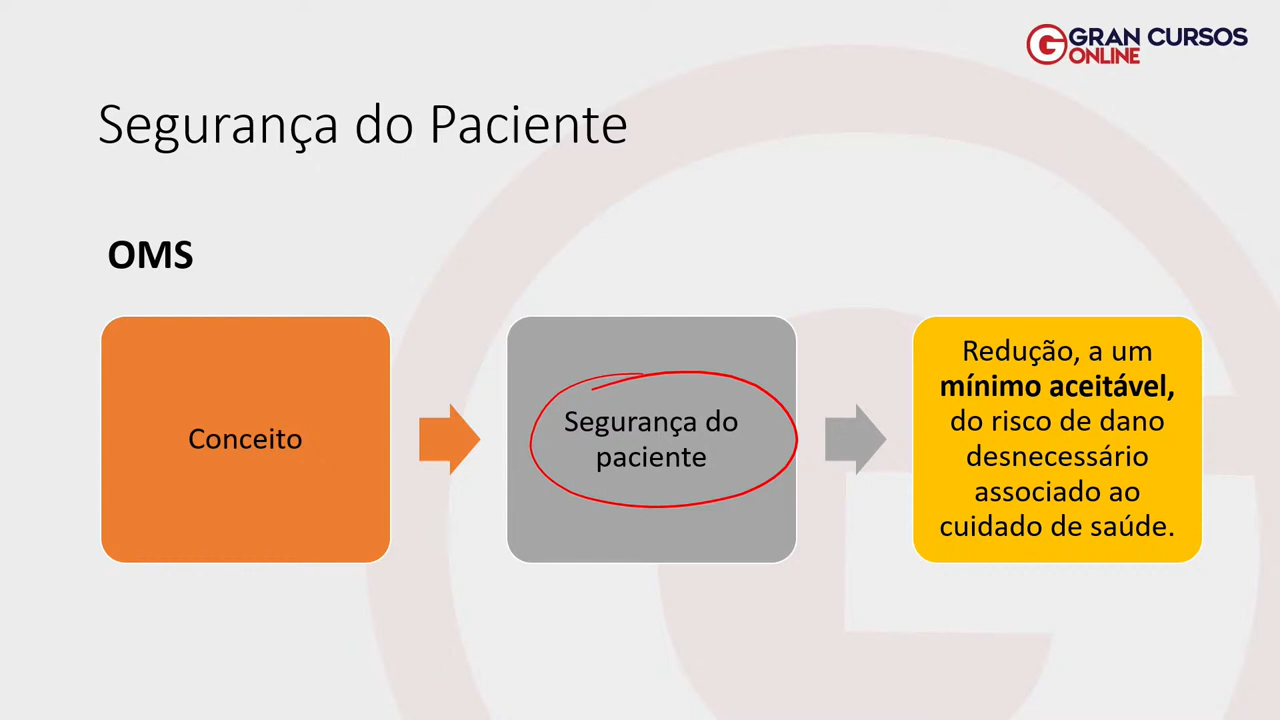 GRAN CURSOS
ONLINE
Segurança do Paciente
OMS
Conceito
Segurança do
paciente
Redução, a um
mínimo aceitável,
do risco de dano
desnecessário
associado ao
cuidado de saúde.